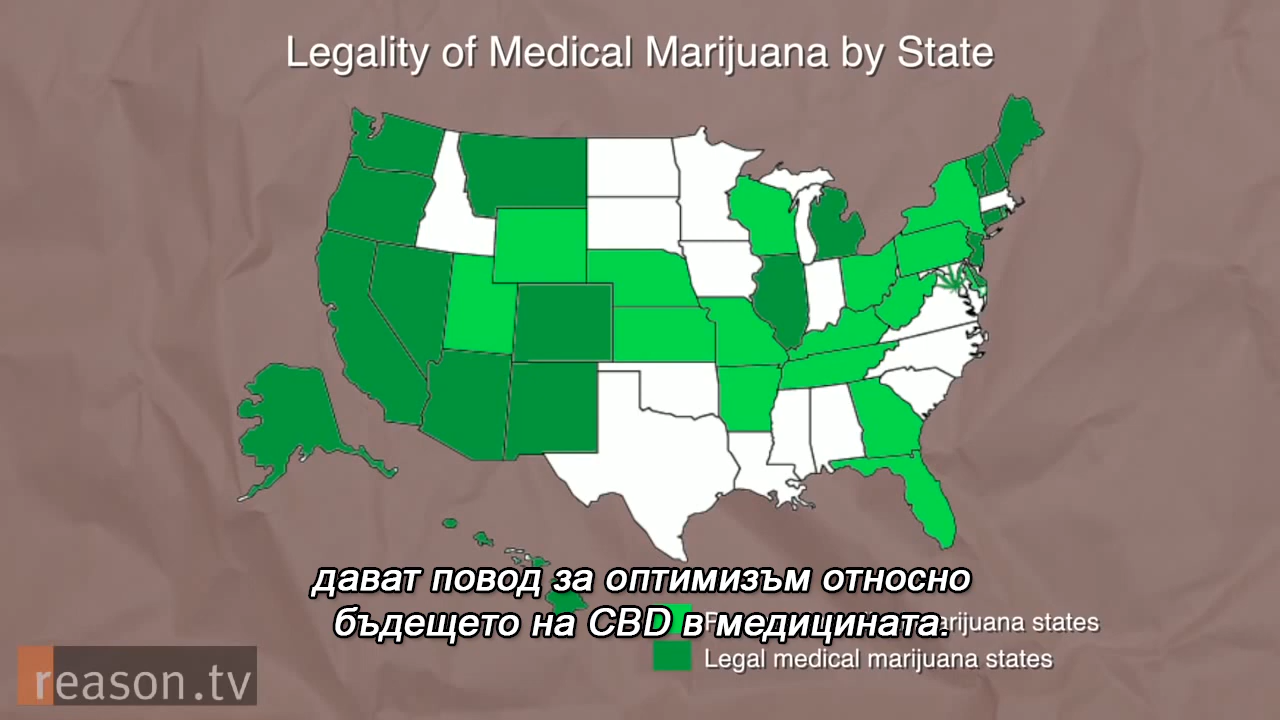 Legality of Medical Marijuana by State
дават повод за оптимизъм относно
бъдещето на CBD в медицината.
marijuana states
Legal medical marijuana states
reason.tv